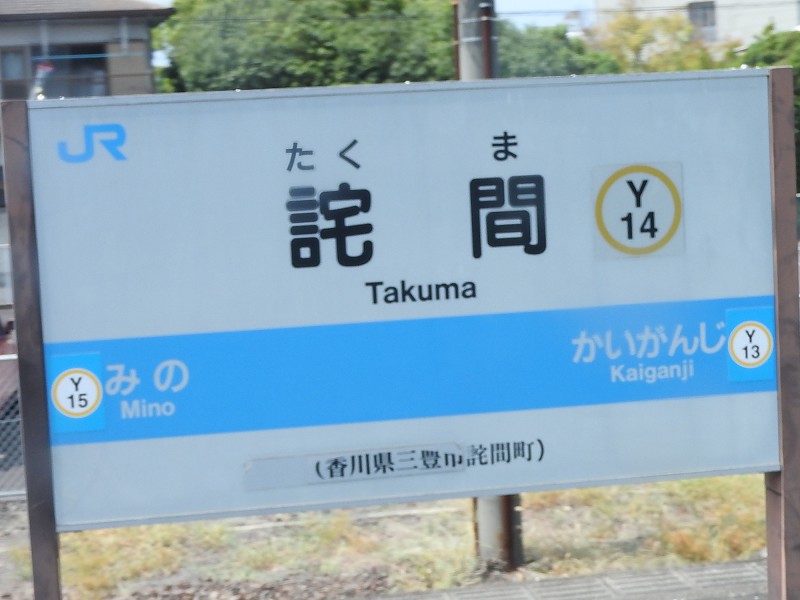 JR
たく ま
詫 間
Y
14
Takuma
Y
15
みの
Mino
かいがんじ
Kaiganji
Y
13
(香川県三豊市詫間町)